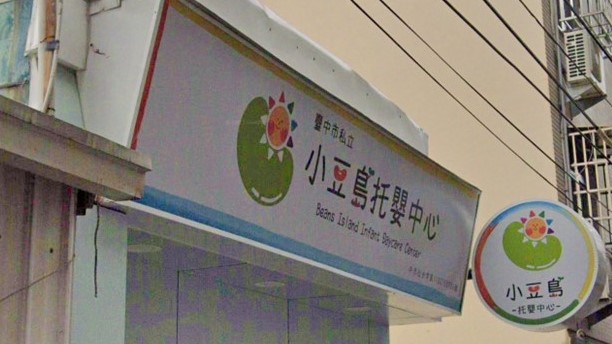 臺中市私立
小豆島托嬰中心
Beans Island Infant Daycare Center
小豆島
-托嬰中心-